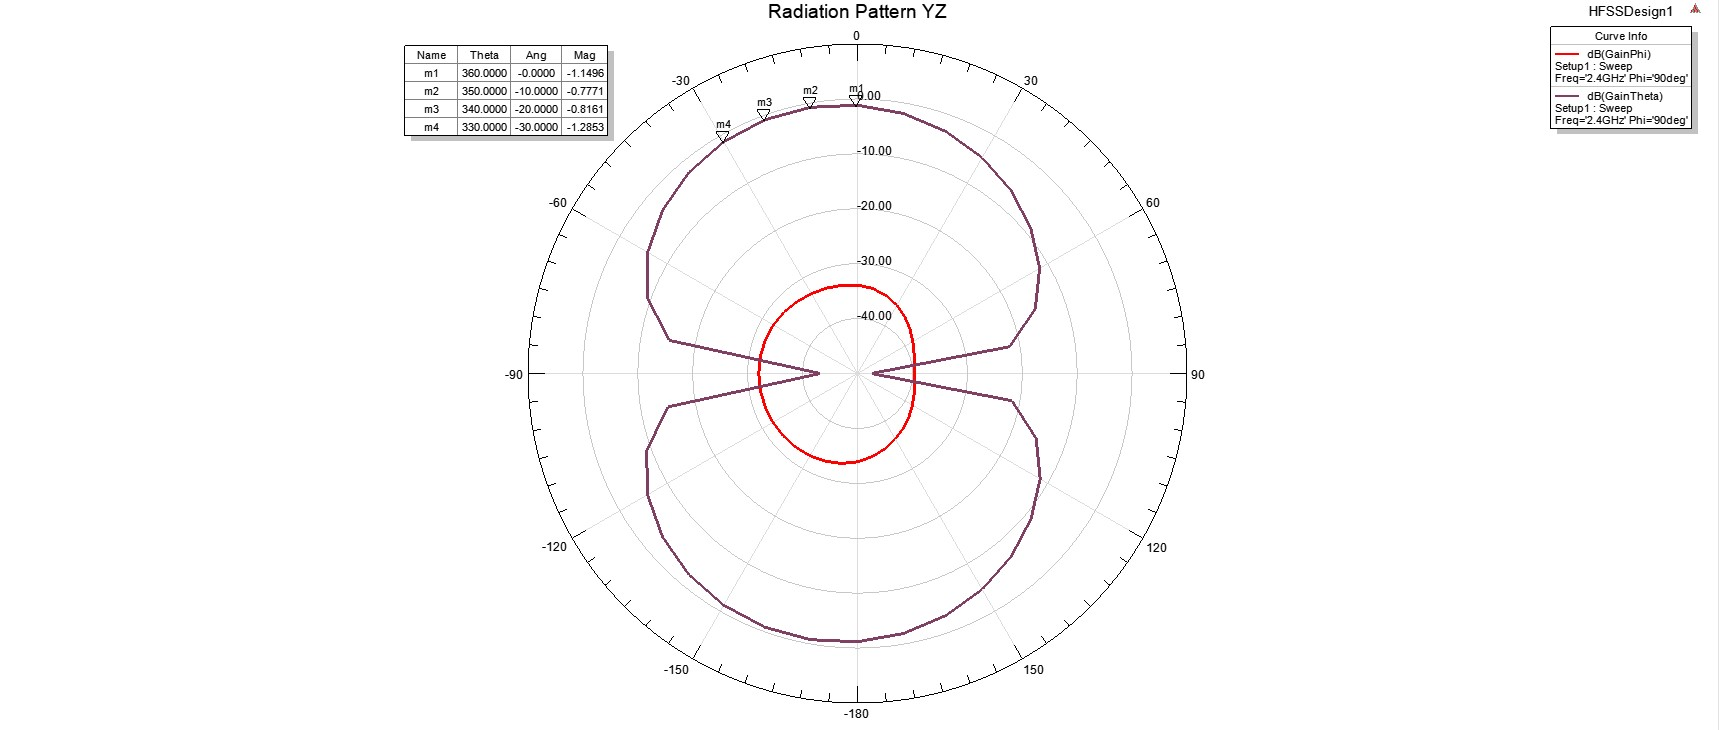 Radiation Pattern YZ
HFSSDesign1
Name Theta Ang Mag
m1 360.0000 -0.0000 -1.1496
m2 350.0000 -10.0000 -0.7771
m3 340.0000 -20.0000 -0.8161
m4 330.0000 -30.0000 -1.2853
Curve Info
dB(GainPhi)
Setup1 : Sweep
Freq='2.4GHz' Phi='90deg'
dB(GainTheta)
Setup1 : Sweep
Freq='2.4GHz' Phi='90deg'
0
-30
30
m2
m1
0.00
m3
m4
-10.00
-60
-20.00
60
-30.00
-40.00
-90
90
-120
120
-150
150
-180